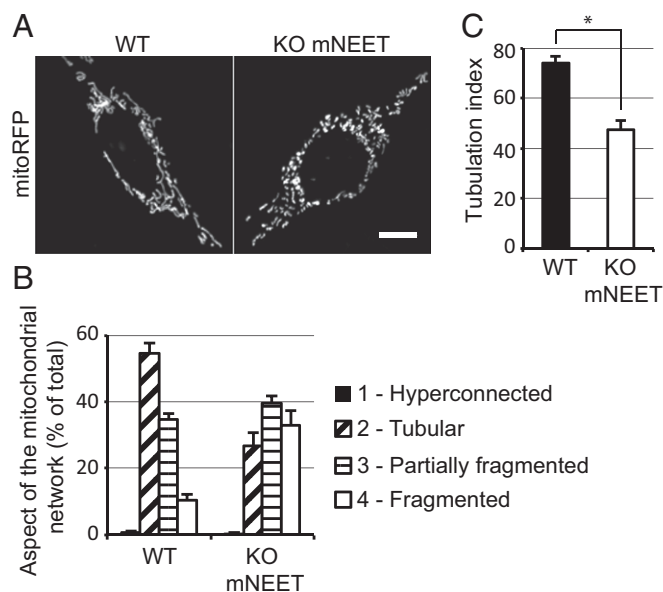 A
WT
KO mNEET
mitoRFP
B
Aspect of the mitochondrial
network (% of total)
60
40
20
0
WT
KO
mNEET
1 - Hyperconnected
2 - Tubular
3 - Partially fragmented
4 - Fragmented
C
*
Tubulation index
80
60
40
20
0
WT
KO
mNEET